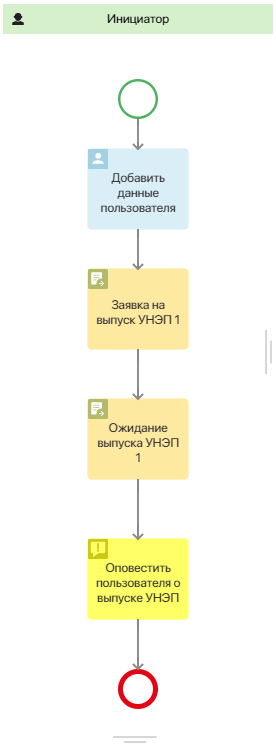 Инициатор
Добавить
данные
пользователя
Заявка на
выпуск УНЭП 1
Ожидание
выпуска УНЭП
1
Оповестить
пользователя о
выпуске УНЭП